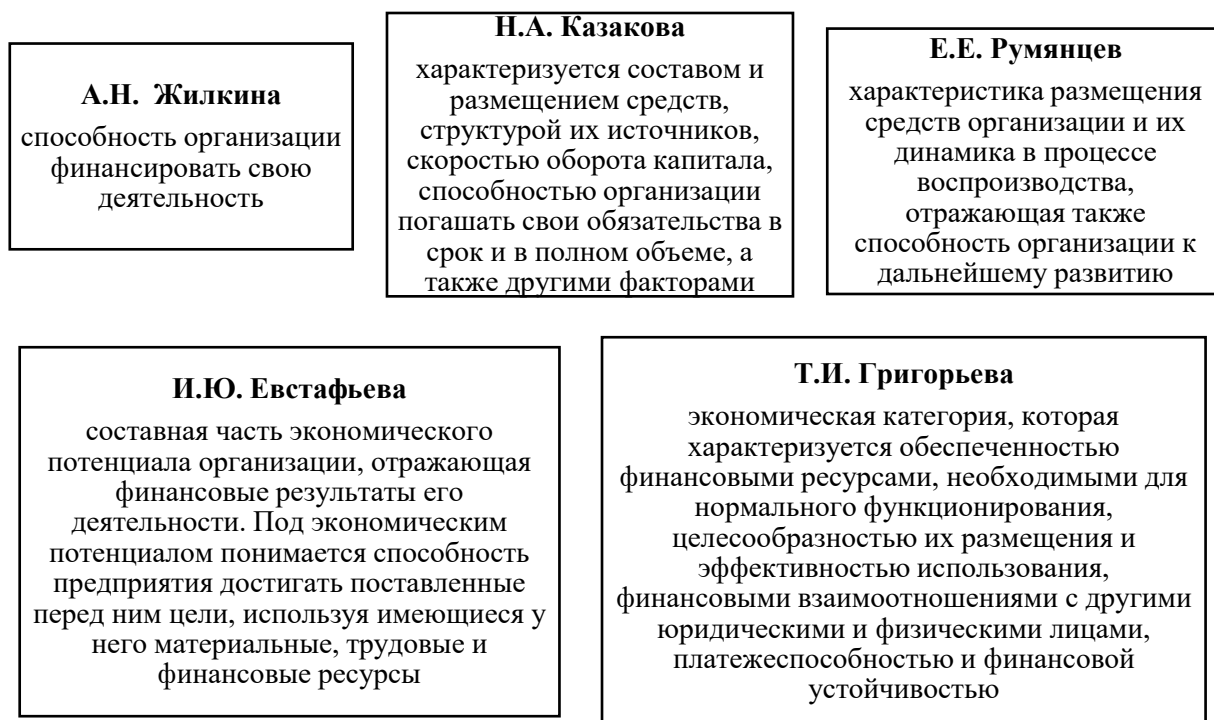 А.Н. Жилкина
способность организации
финансировать свою
деятельность
Н.А. Казакова
характеризуется составом и
размещением средств,
структурой их источников,
скоростью оборота капитала,
способностью организации
погашать свои обязательства в
срок и в полном объеме, а
также другими факторами
Е.Е. Румянцев
характеристика размещения
средств организации и их
динамика в процессе
воспроизводства,
отражающая также
способность организации к
дальнейшему развитию
И.Ю. Евстафьева
составная часть экономического
потенциала организации, отражающая
финансовые результаты его
деятельности. Под экономическим
потенциалом понимается способность
предприятия достигать поставленные
перед ним цели, используя имеющиеся у
него материальные, трудовые и
финансовые ресурсы
Т.И. Григорьева
экономическая категория, которая
характеризуется обеспеченностью
финансовыми ресурсами, необходимыми для
нормального функционирования,
целесообразностью их размещения и
эффективностью использования,
финансовыми взаимоотношениями с другими
юридическими и физическими лицами,
платежеспособностью и финансовой
устойчивостью